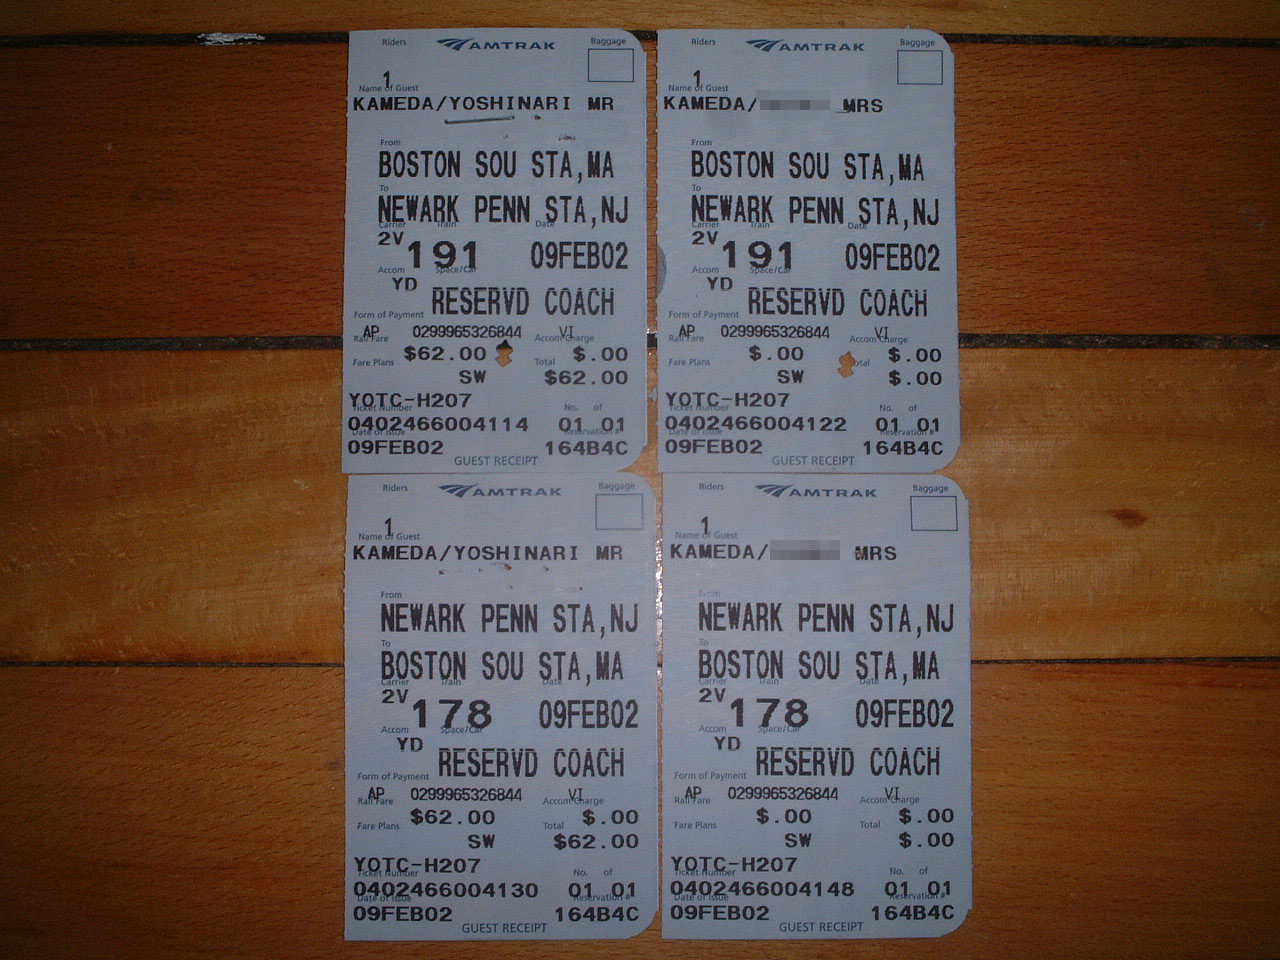 Riders AMTRAK Baggage
1
Name of Guest
KAMEDA/YOSHINARI MR
From
BOSTON SOU STA,MA
To
NEWARK PENN STA,NJ
Carrier Train Date
2V 191 09FEB02
Accom Space/Car
YD RESERVD COACH
Form of Payment
AP 0299965326844 VI
Rail Fare Accom Charge
$62.00 $.00
Fare Plans Total
SW $62.00
YOTC-H207
Ticket Number No. of
0402466004114 01 01
Date of Issue Reservation #
09FEB02 164B4C
GUEST RECEIPT
Riders AMTRAK Baggage
1
Name of Guest
KAMEDA/ MRS
From
BOSTON SOU STA,MA
To
NEWARK PENN STA,NJ
Carrier Train Date
2V 191 09FEB02
Accom Space/Car
YD RESERVD COACH
Form of Payment
AP 0299965326844 VI
Rail Fare Accom Charge
$.00 $.00
Fare Plans Total
SW $.00
YOTC-H207
Ticket Number No. of
0402466004122 01 01
Date of Issue Reservation #
09FEB02 164B4C
GUEST RECEIPT
Riders AMTRAK Baggage
1
Name of Guest
KAMEDA/YOSHINARI MR
From
NEWARK PENN STA,NJ
To
BOSTON SOU STA,MA
Carrier Train Date
2V 178 09FEB02
Accom Space/Car
YD RESERVD COACH
Form of Payment
AP 0299965326844 VI
Rail Fare Accom Charge
$62.00 $.00
Fare Plans Total
SW $62.00
YOTC-H207
Ticket Number No. of
0402466004130 01 01
Date of Issue Reservation #
09FEB02 164B4C
GUEST RECEIPT
Riders AMTRAK Baggage
1
Name of Guest
KAMEDA/ MRS
From
NEWARK PENN STA,NJ
To
BOSTON SOU STA,MA
Carrier Train Date
2V 178 09FEB02
Accom Space/Car
YD RESERVD COACH
Form of Payment
AP 0299965326844 VI
Rail Fare Accom Charge
$.00 $.00
Fare Plans Total
SW $.00
YOTC-H207
Ticket Number No. of
0402466004148 01 01
Date of Issue Reservation #
09FEB02 164B4C
GUEST RECEIPT